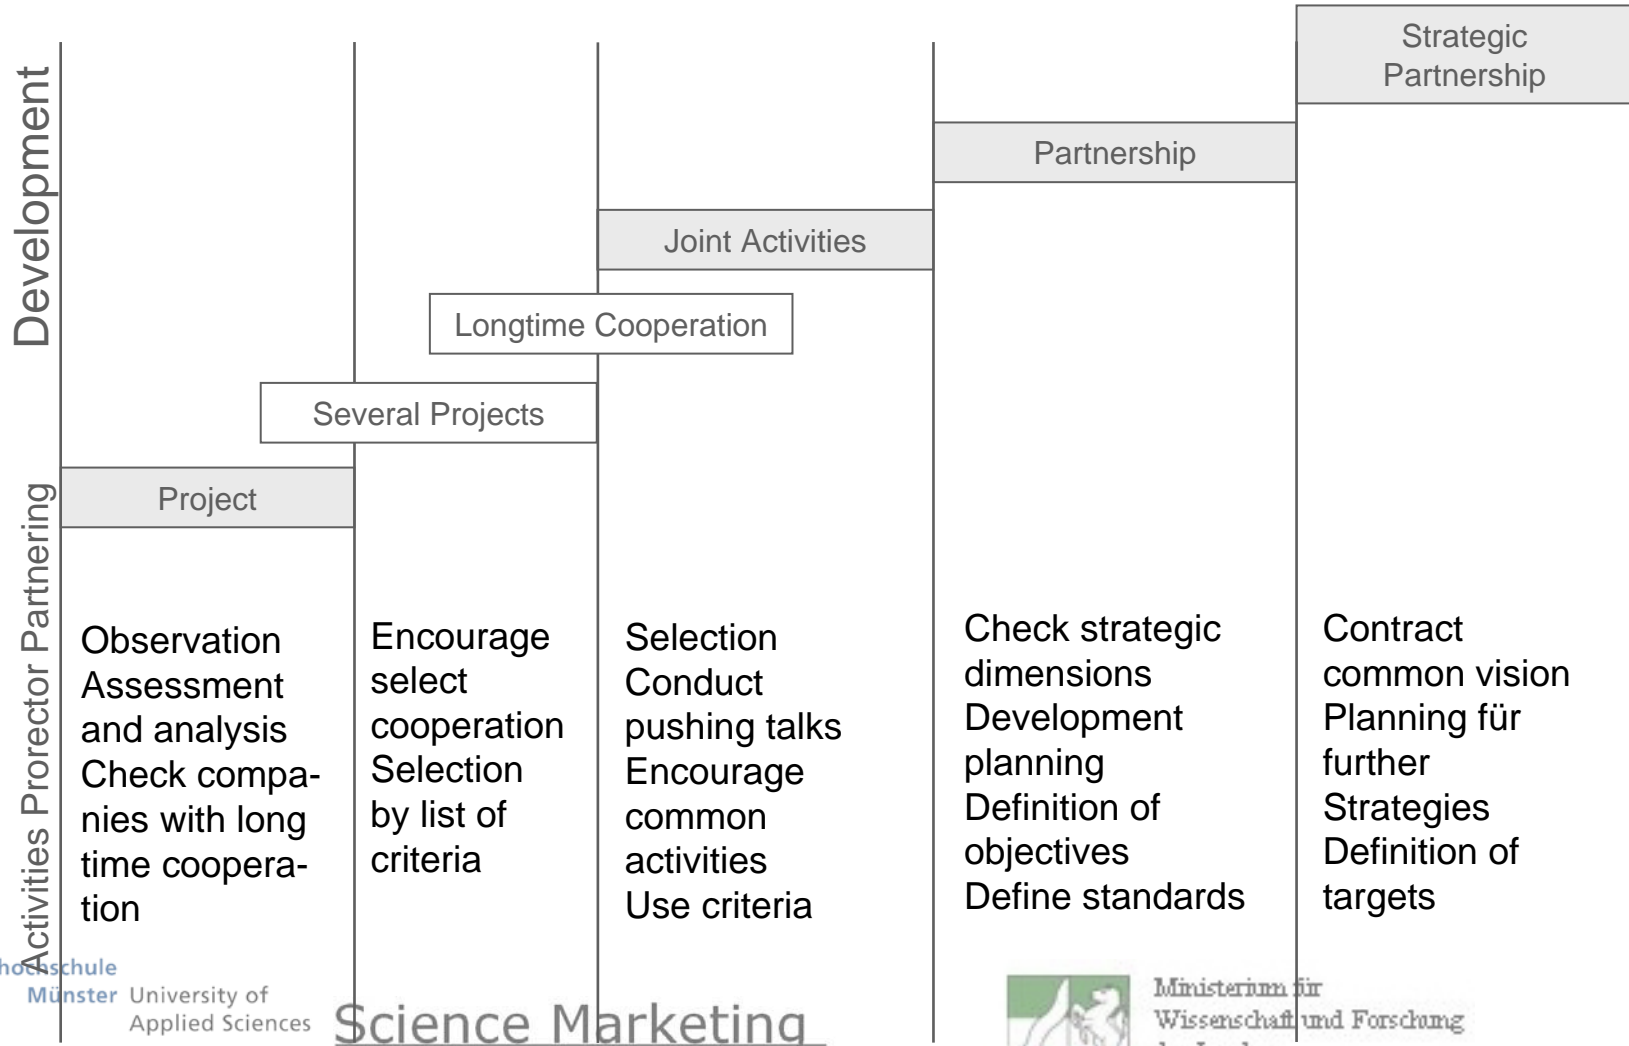 Development
Strategic
Partnership
Partnership
Joint Activities
Longtime Cooperation
Several Projects
Project
Activities Prorector Partnering
Observation
Assessment
and analysis
Check compa-
nies with long
time coopera-
tion
Encourage
select
cooperation
Selection
by list of
criteria
Selection
Conduct
pushing talks
Encourage
common
activities
Use criteria
Check strategic
dimensions
Development
planning
Definition of
objectives
Define standards
Contract
common vision
Planning für
further
Strategies
Definition of
targets
hochschule
Münster University of
Applied Sciences
Science Marketing
Ministerium für
Wissenschaft und Forschung